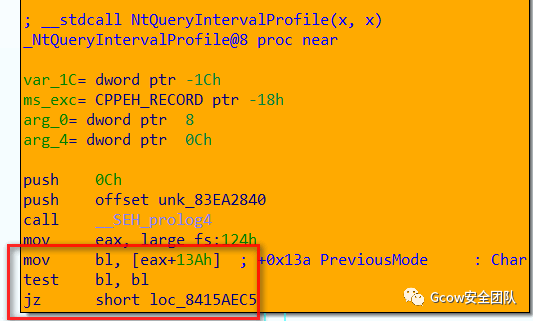 ; __stdcall NtQueryIntervalProfile(x, x)
_NtQueryIntervalProfile@8 proc near
var_1C= dword ptr -1Ch
ms_exc= CPPEH_RECORD ptr -18h
arg_0= dword ptr  8
arg_4= dword ptr  0Ch
push    0Ch
push    offset unk_83EA2840
call    __SEH_prolog4
mov     eax, large fs:124h
mov     bl, [eax+13Ah]  ; +0x13a PreviousMode     : Char
test    bl, bl
jz      short loc_8415AEC5
Gcow安全团队